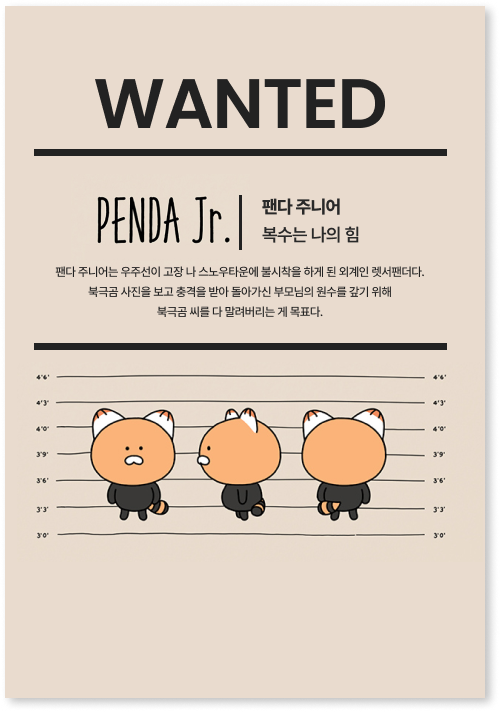 WANTED
PENDA Jr.
팬다 주니어
복수는 나의 힘
팬다 주니어는 우주선이 고장 나 스노우타운에 불시착을 하게 된 외계인 렛서팬더다.
북극곰 사진을 보고 충격을 받아 돌아가신 부모님의 원수를 갚기 위해
북극곰 씨를 다 말려버리는 게 목표다.
4'6' 4'6'
4'3' 4'3'
4'0' 4'0'
3'9' 3'9'
3'6' 3'6'
3'3' 3'3'
3'0' 3'0'